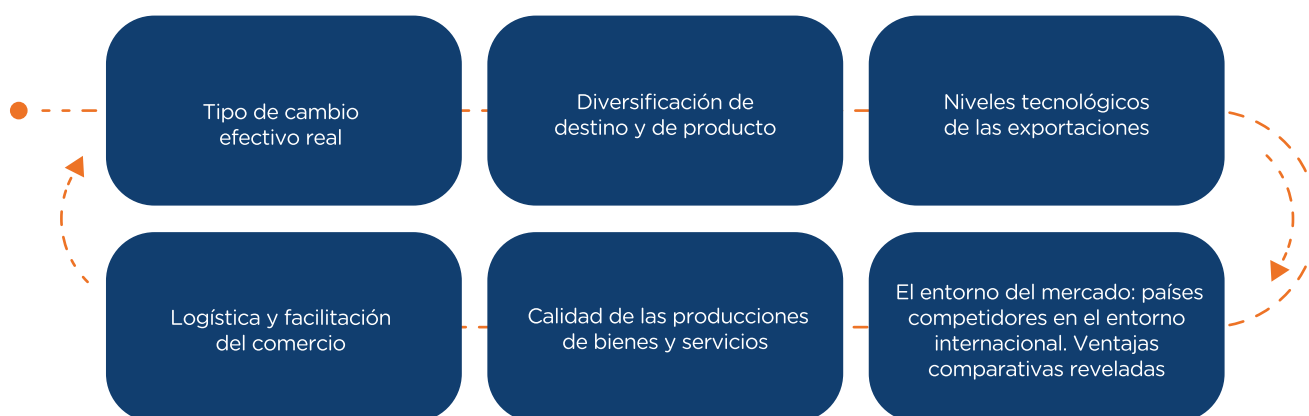 Tipo de cambio
efectivo real
Diversificación de
destino y de producto
Niveles tecnológicos
de las exportaciones
El entorno del mercado: países
competidores en el entorno
internacional. Ventajas
comparativas reveladas
Calidad de las producciones
de bienes y servicios
Logística y facilitación
del comercio